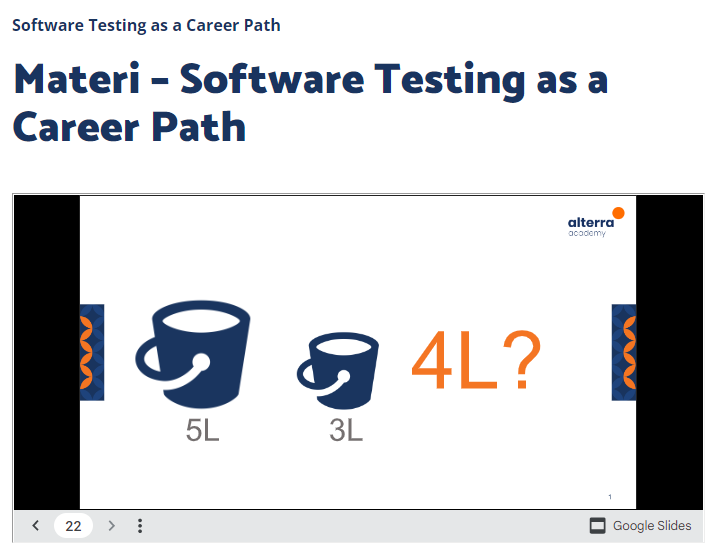 Software Testing as a Career Path
Materi – Software Testing as a
Career Path
alterra
academy
4L?
5L
3L
1
22
Google Slides